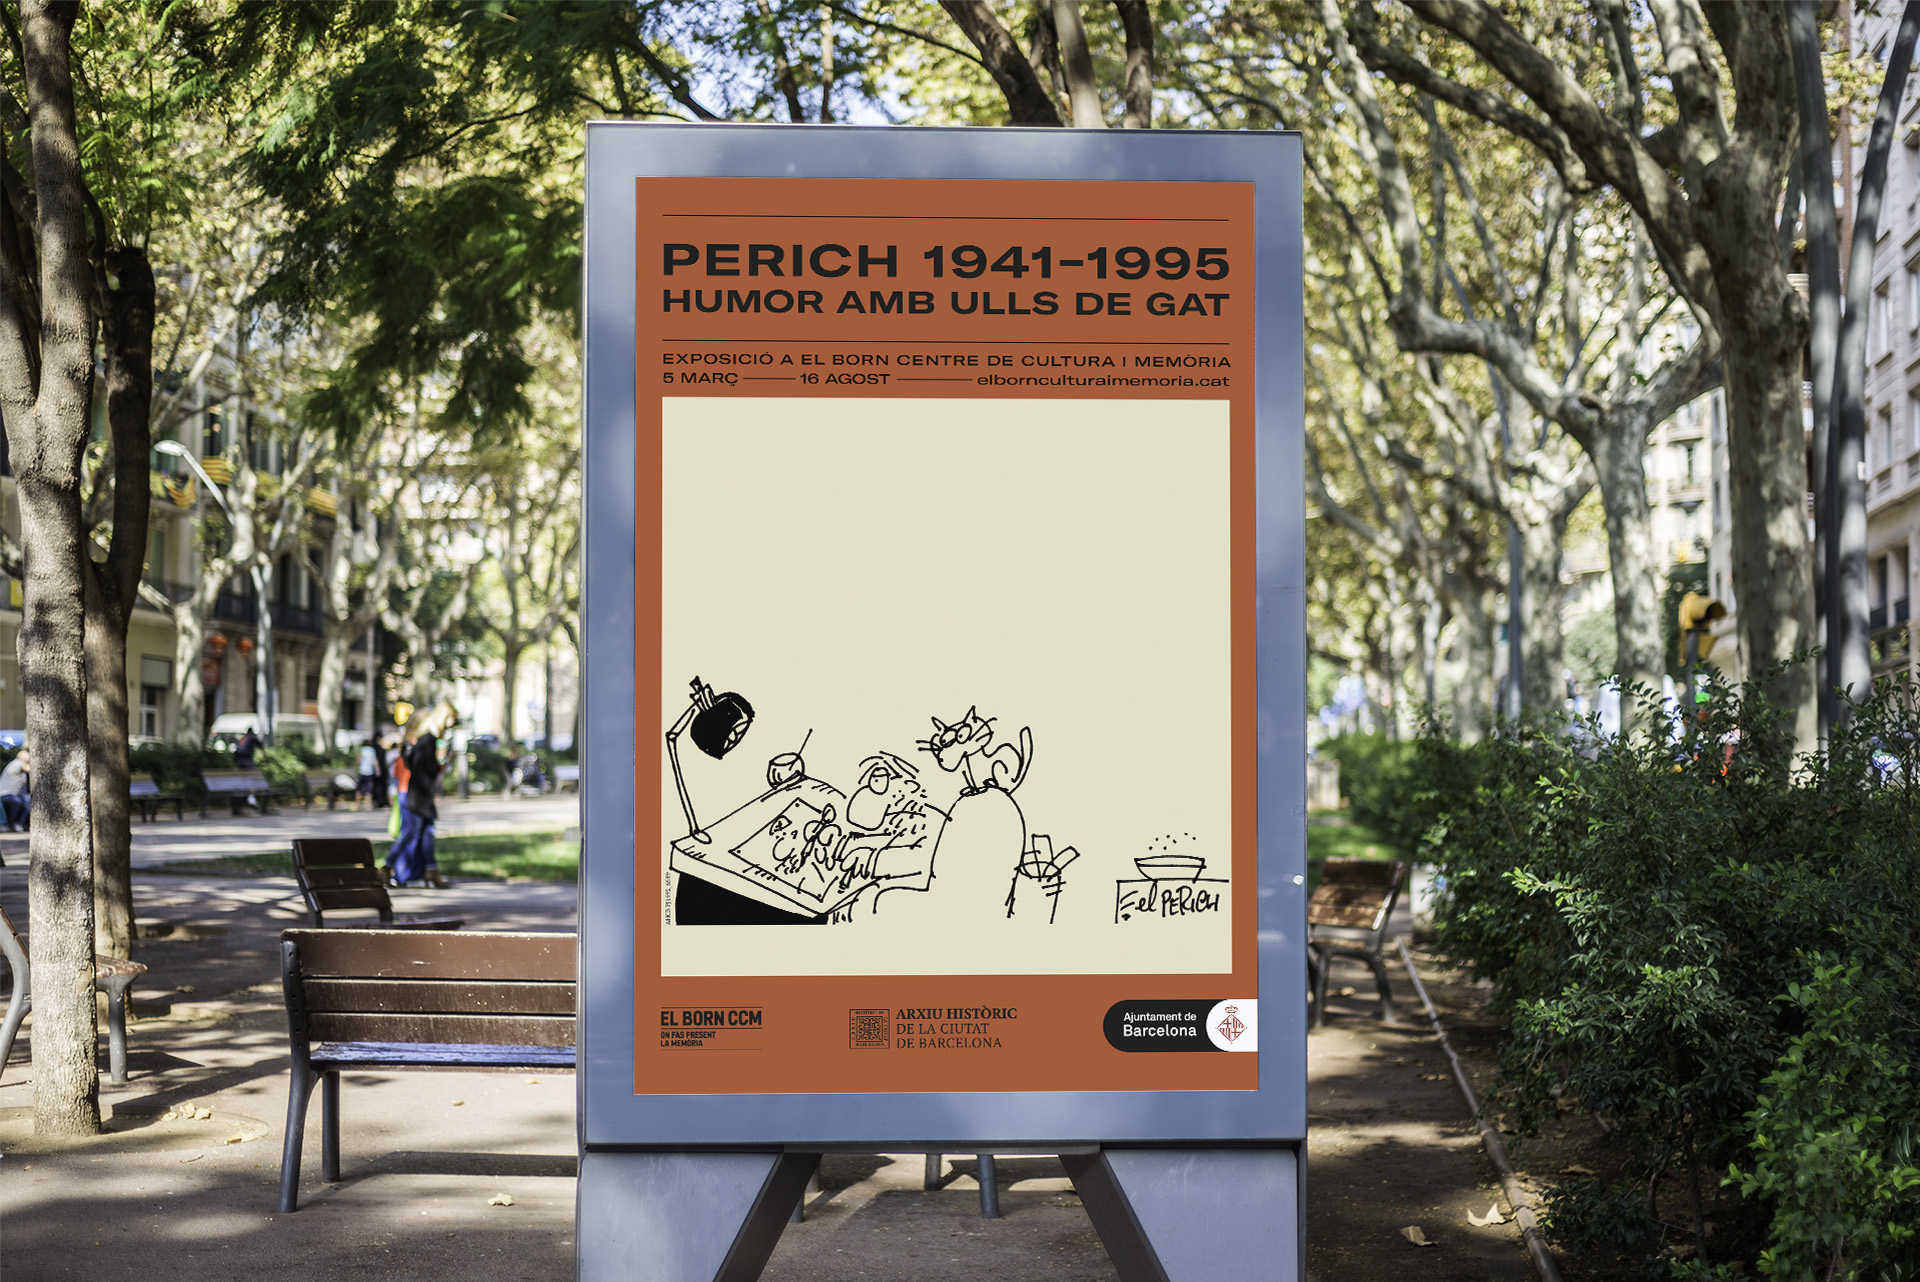 PERICH 1941–1995
HUMOR AMB ULLS DE GAT
EXPOSICIÓ A EL BORN CENTRE DE CULTURA I MEMÒRIA
5 MARÇ — 16 AGOST — elbornculturaimemoria.cat
el PERICH
EL BORN CCM
ON FAS PRESENT
LA MEMÒRIA
ARXIU HISTÒRIC
DE LA CIUTAT
DE BARCELONA
Ajuntament de
Barcelona